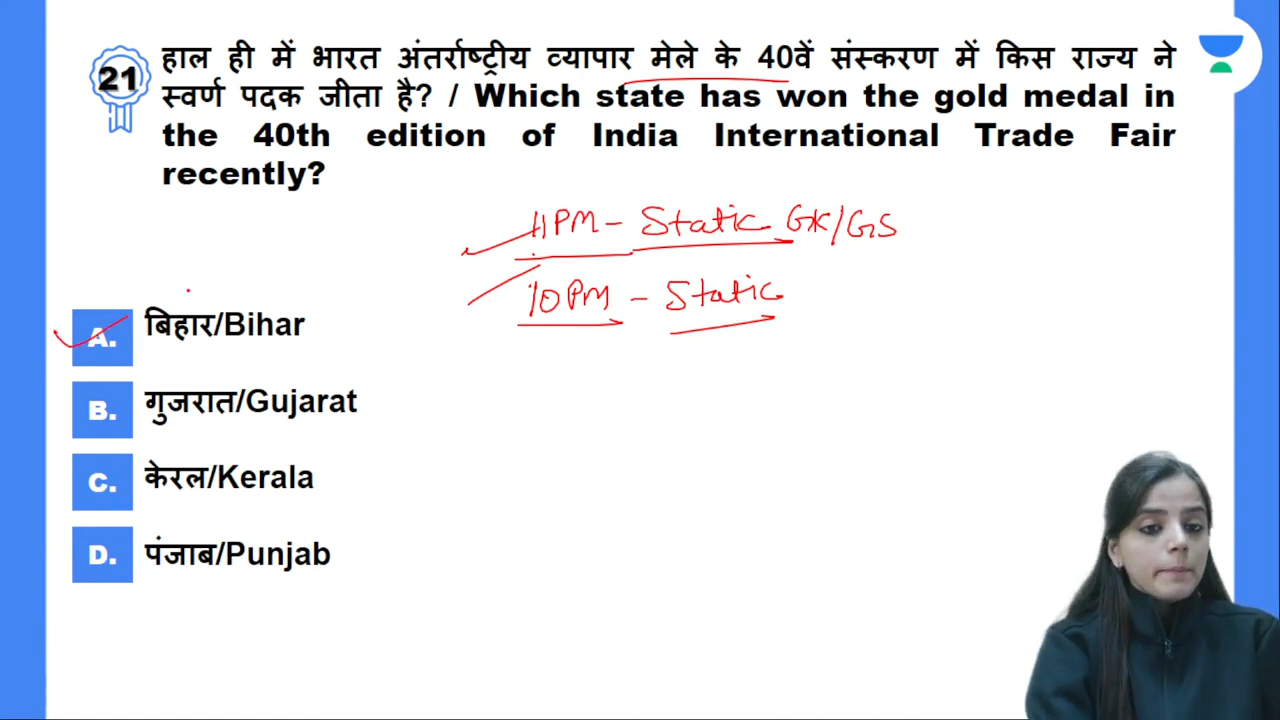 21
हाल ही में भारत अंतर्राष्ट्रीय व्यापार मेले के 40वें संस्करण में किस राज्य ने
स्वर्ण पदक जीता है? / Which state has won the gold medal in
the 40th edition of India International Trade Fair
recently?
11PM - Static GK/GS
10PM - Static
A. बिहार/Bihar
B. गुजरात/Gujarat
C. केरल/Kerala
D. पंजाब/Punjab